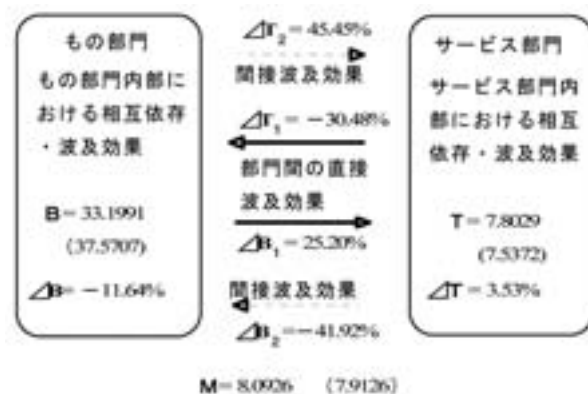 もの部門
もの部門内部に
おける相互依存
・波及効果
B=33.1991
(37.5707)
⊿B=-11.64%
⊿T₂=45.45%
間接波及効果
⊿T₁=-30.48%
部門間の直接
波及効果
⊿B₁=25.20%
間接波及効果
⊿B₂=-41.92%
サービス部門
サービス部門内
部における相互
依存・波及効果
T=7.8029
(7.5372)
⊿T=3.53%
M=8.0926 (7.9126)